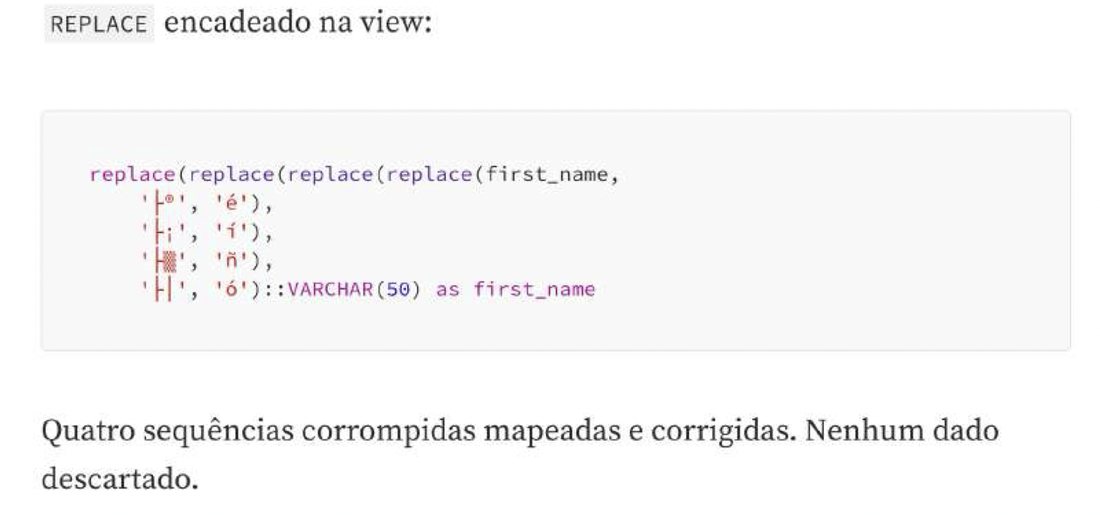 REPLACE encadeado na view:
replace(replace(replace(replace(first_name,
'├®', 'é'),
'├¡', 'í'),
'├▒', 'ñ'),
'├│', 'ó')::VARCHAR(50) as first_name
Quatro sequências corrompidas mapeadas e corrigidas. Nenhum dado
descartado.